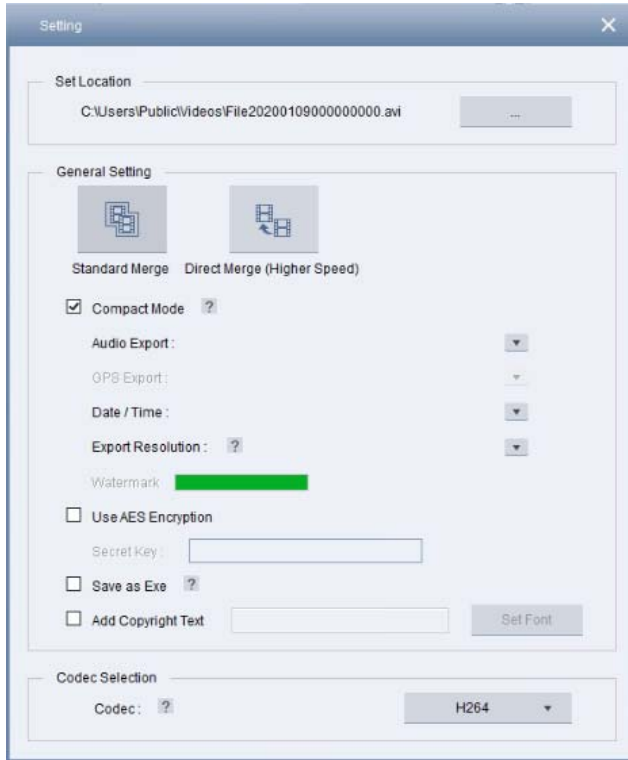 Setting
Set Location
C:\Users\Public\Videos\File20200109000000000.avi
...
General Setting
Standard Merge Direct Merge (Higher Speed)
Compact Mode ?
Audio Export :
GPS Export :
Date / Time :
Export Resolution : ?
Watermark
Use AES Encryption
Secret Key :
Save as Exe ?
Add Copyright Text Set Font
Codec Selection
Codec : ? H264